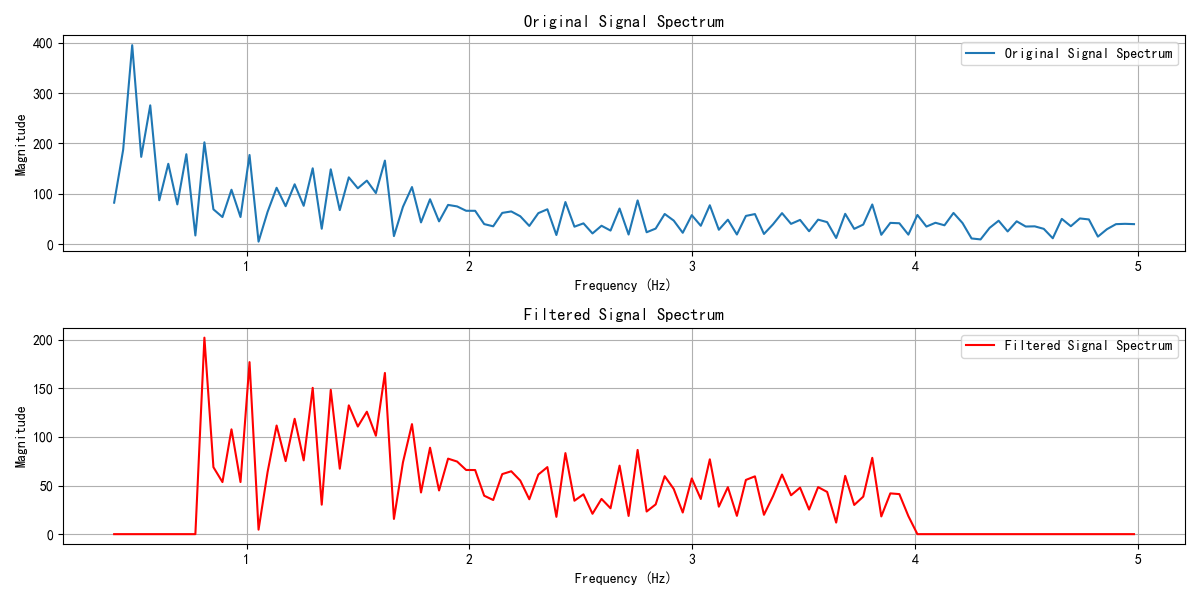 Original Signal Spectrum
400
300
200
100
0
Magnitude
Original Signal Spectrum
1 2 3 4 5
Frequency (Hz)
Filtered Signal Spectrum
200
150
100
50
0
Magnitude
Filtered Signal Spectrum
1 2 3 4 5
Frequency (Hz)